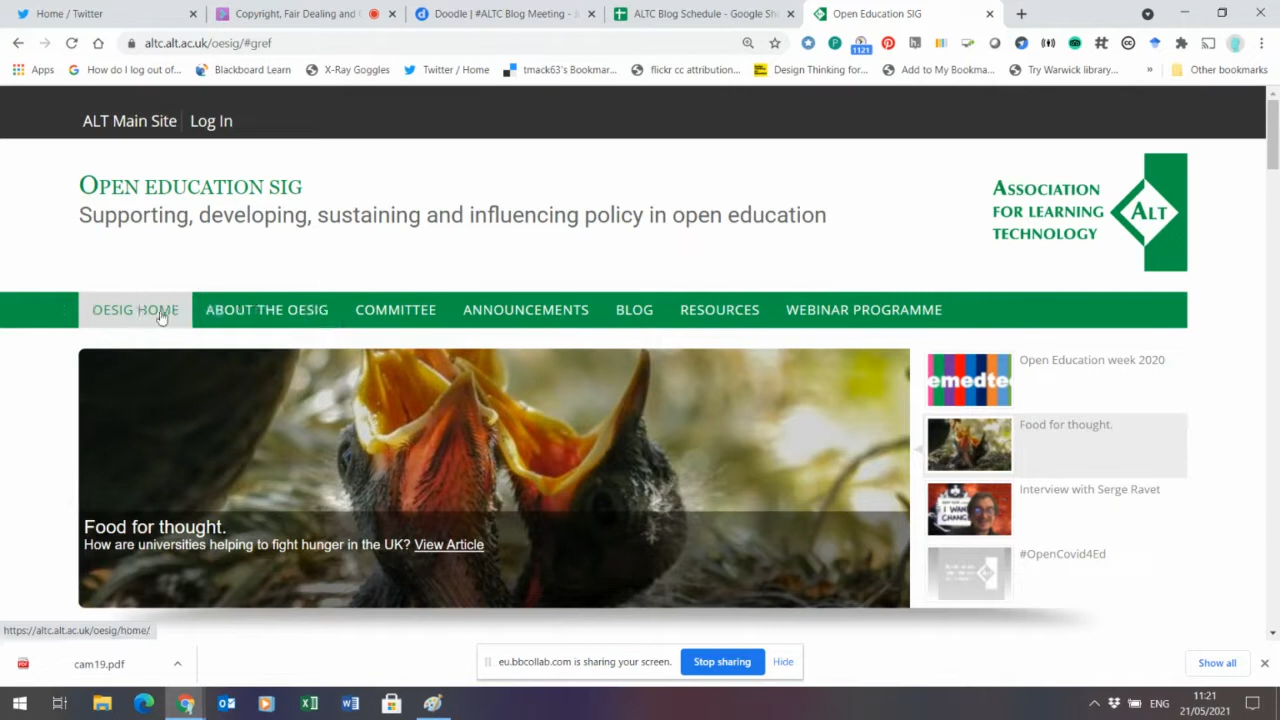 Home / Twitter
Copyright, Fair Dealing and
Doodle | #ALTC Blog Meeting -
ALTC Blog Schedule - Google She
Open Education SIG
altc.alt.ac.uk/oesig/#gref
1121
Apps
How do I log out of...
Blackboard Learn
X-Ray Goggles
Twitter / Home
tmack63's Bookmar...
flickr cc attribution...
Design Thinking for...
Add to My Bookma...
Try Warwick library...
»
Other bookmarks
ALT Main Site
Log In
OPEN EDUCATION SIG
Supporting, developing, sustaining and influencing policy in open education
ASSOCIATION
FOR LEARNING
TECHNOLOGY
ALT
OESIG HOME
ABOUT THE OESIG
COMMITTEE
ANNOUNCEMENTS
BLOG
RESOURCES
WEBINAR PROGRAMME
Food for thought.
How are universities helping to fight hunger in the UK? View Article
Open Education week 2020
emedte
Food for thought.
Interview with Serge Ravet
I WAN
CHANG
#OpenCovid4Ed
https://altc.alt.ac.uk/oesig/home/
cam19.pdf
eu.bbcollab.com is sharing your screen.
Stop sharing
Hide
Show all
ENG
11:21
21/05/2021